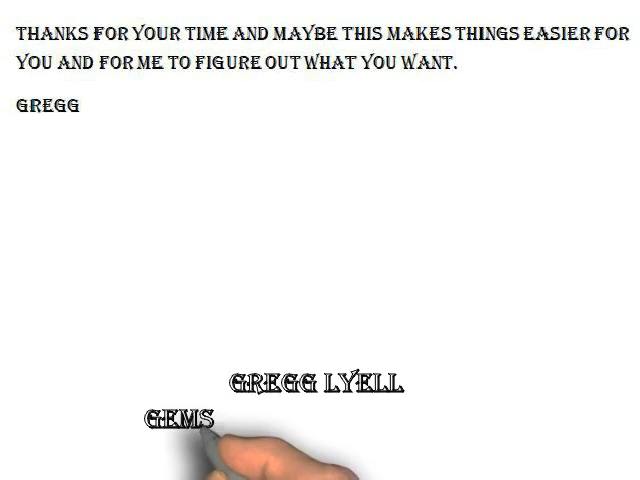 THANKS FOR YOUR TIME AND MAYBE THIS MAKES THINGS EASIER FOR
YOU AND FOR ME TO FIGURE OUT WHAT YOU WANT.
GREGG
GREGG LYELL
GEMS